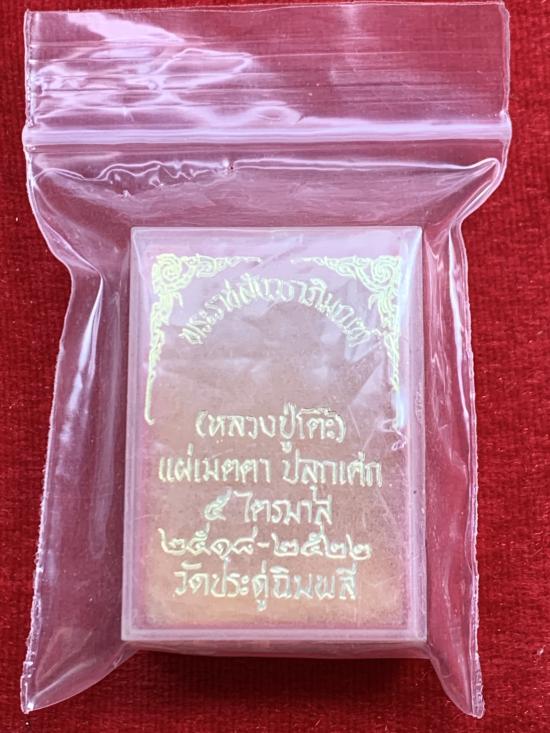 พระราชสังวราภิมณฑ์
(หลวงปู่โต๊ะ)
แผ่เมตตา ปลุกเศก
๕ ไตรมาส
๒๕๑๘-๒๕๒๒
วัดประดู่ฉิมพลี